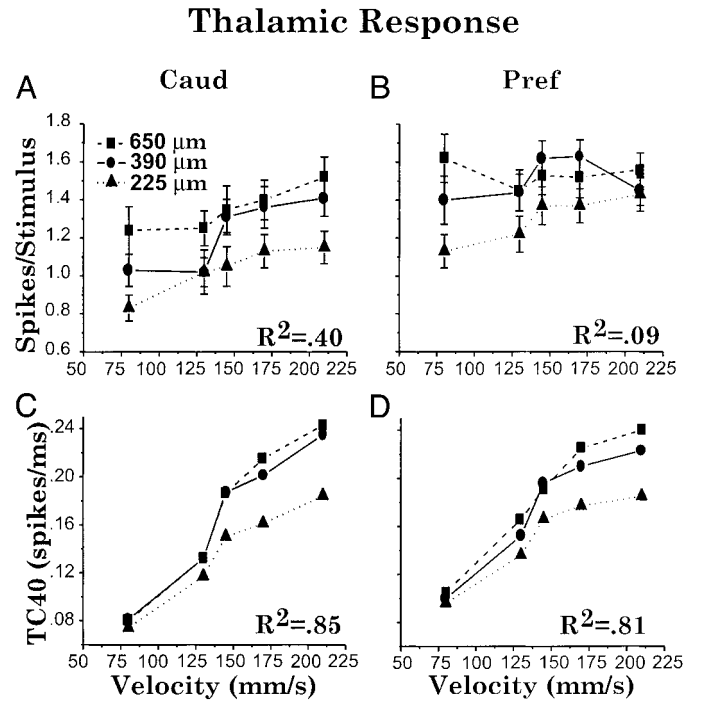 Thalamic Response
A Caud B Pref
1.8
1.6
1.4
1.2
1.0
.8
0.6
Spikes/Stimulus
650 µm
390 µm
225 µm
R2=.40
R2=.09
50 75 100 125 150 175 200 225
50 75 100 125 150 175 200 225
C D
.24
.20
.16
.12
.08
TC40 (spikes/ms)
R2=.85
R2=.81
50 75 100 125 150 175 200 225
50 75 100 125 150 175 200 225
Velocity (mm/s) Velocity (mm/s)